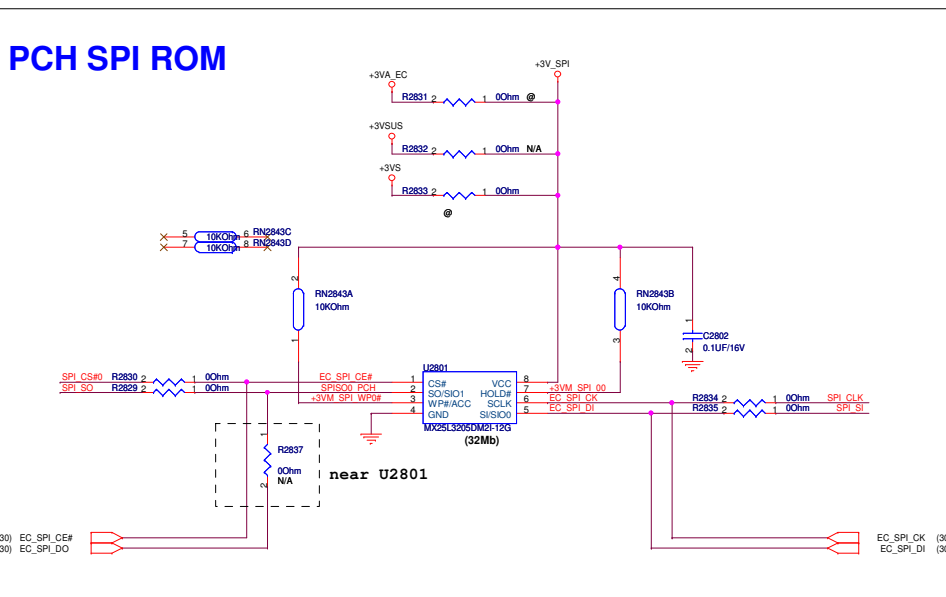 PCH SPI ROM
+3V_SPI
+3VA_EC
R2831 2 1 0Ohm @
+3VSUS
R2832 2 1 0Ohm N/A
+3VS
R2833 2 1 0Ohm
@
5 10KOhm 6 RN2843C
7 10KOhm 8 RN2843D
2 4
RN2843A RN2843B
10KOhm 10KOhm
1 3
1
C2802
0.1UF/16V
2
U2801
SPI_CS#0 R2830 2 1 0Ohm EC_SPI_CE# 1 CS# VCC 8
SPI_SO R2829 2 1 0Ohm SPISO0_PCH 2 SO/SIO1 HOLD# 7 +3VM_SPI_00
+3VM_SPI_WP0# 3 WP#/ACC SCLK 6 EC_SPI_CK R2834 2 1 0Ohm SPI_CLK
4 GND SI/SIO0 5 EC_SPI_DI R2835 2 1 0Ohm SPI_SI
MX25L3205DM2I-12G
(32Mb)
1
R2837
0Ohm
N/A
2
near U2801
30) EC_SPI_CE# EC_SPI_CK (30
30) EC_SPI_DO EC_SPI_DI (30